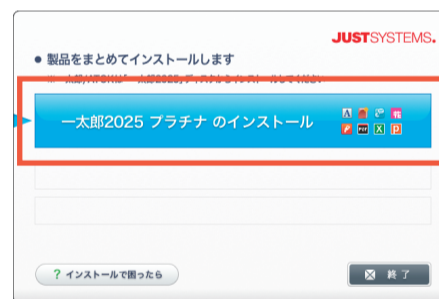 JUSTSYSTEMS.
● 製品をまとめてインストールします
一太郎2025 プラチナ のインストール
? インストールで困ったら
終了